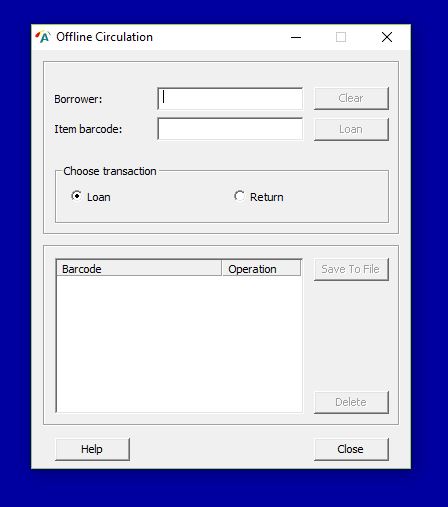 Offline Circulation
Borrower:
Clear
Item barcode:
Loan
Choose transaction
Loan
Return
Barcode
Operation
Save To File
Delete
Help
Close